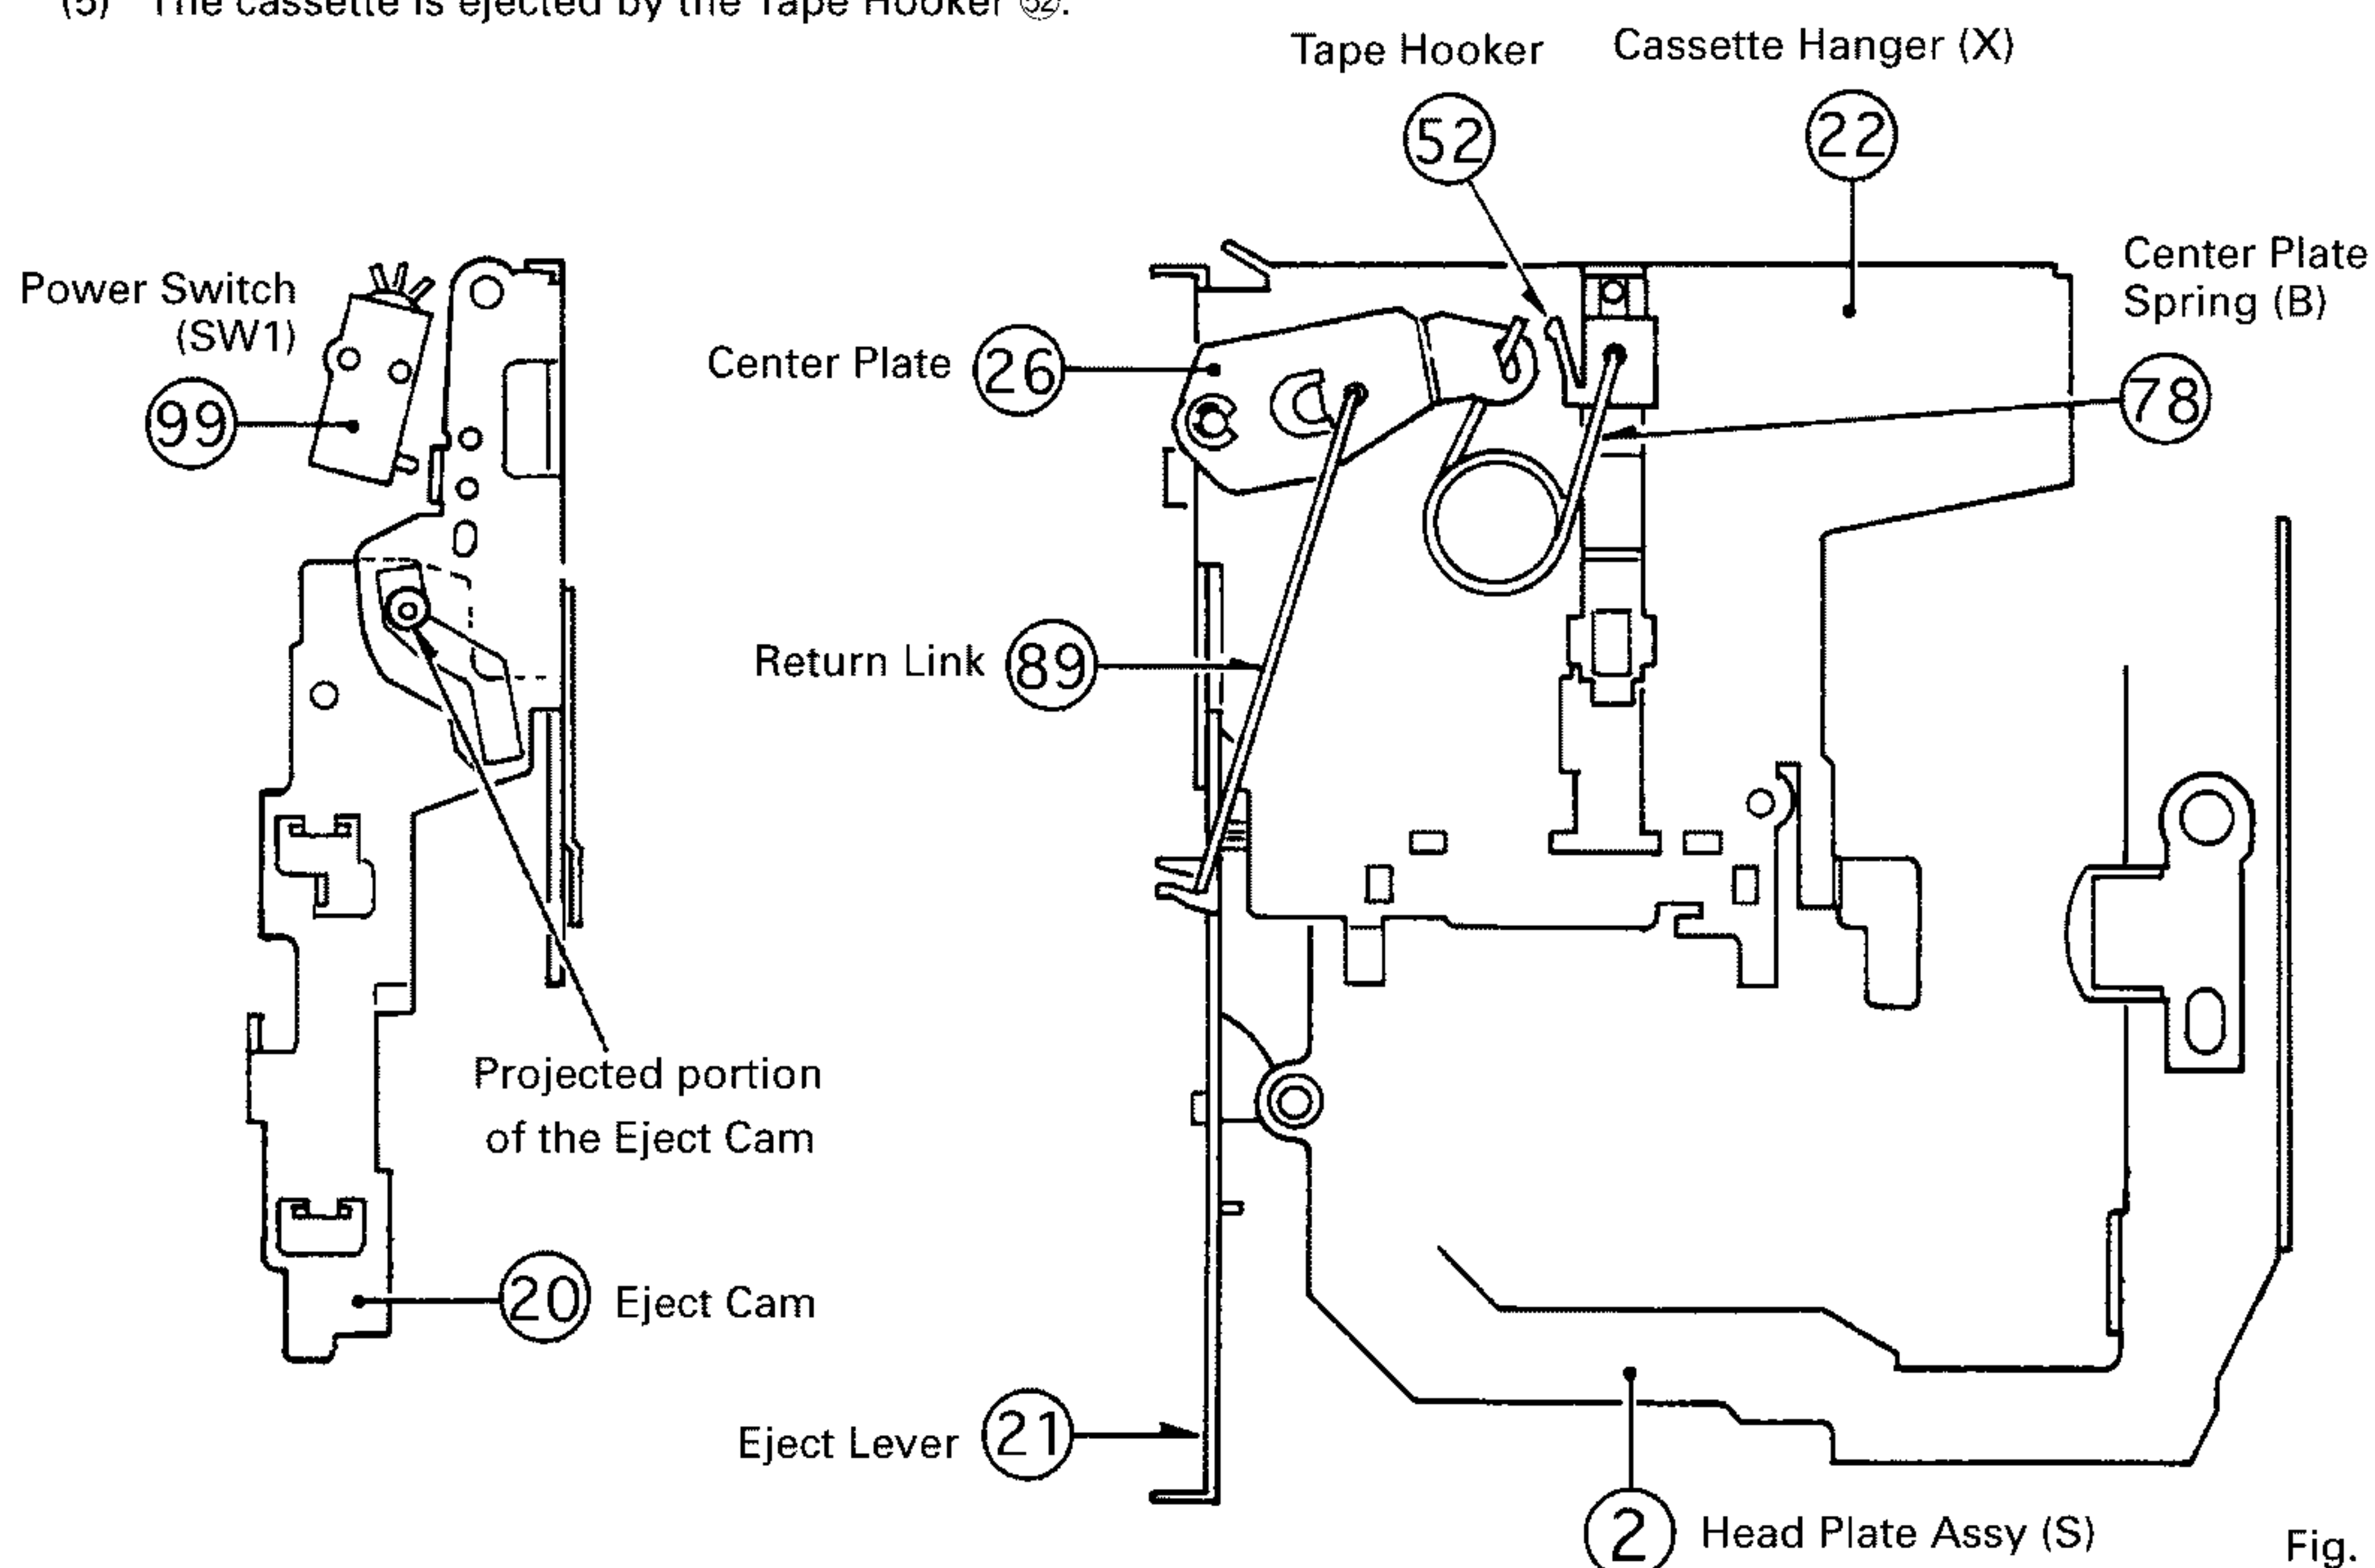 (5) The cassette is ejected by the Tape Hooker 52.
Tape Hooker
Cassette Hanger (X)
52
22
Center Plate
Spring (B)
78
Power Switch
(SW1)
99
Center Plate 26
Return Link 89
Projected portion
of the Eject Cam
20 Eject Cam
Eject Lever 21
2 Head Plate Assy (S)
Fig.